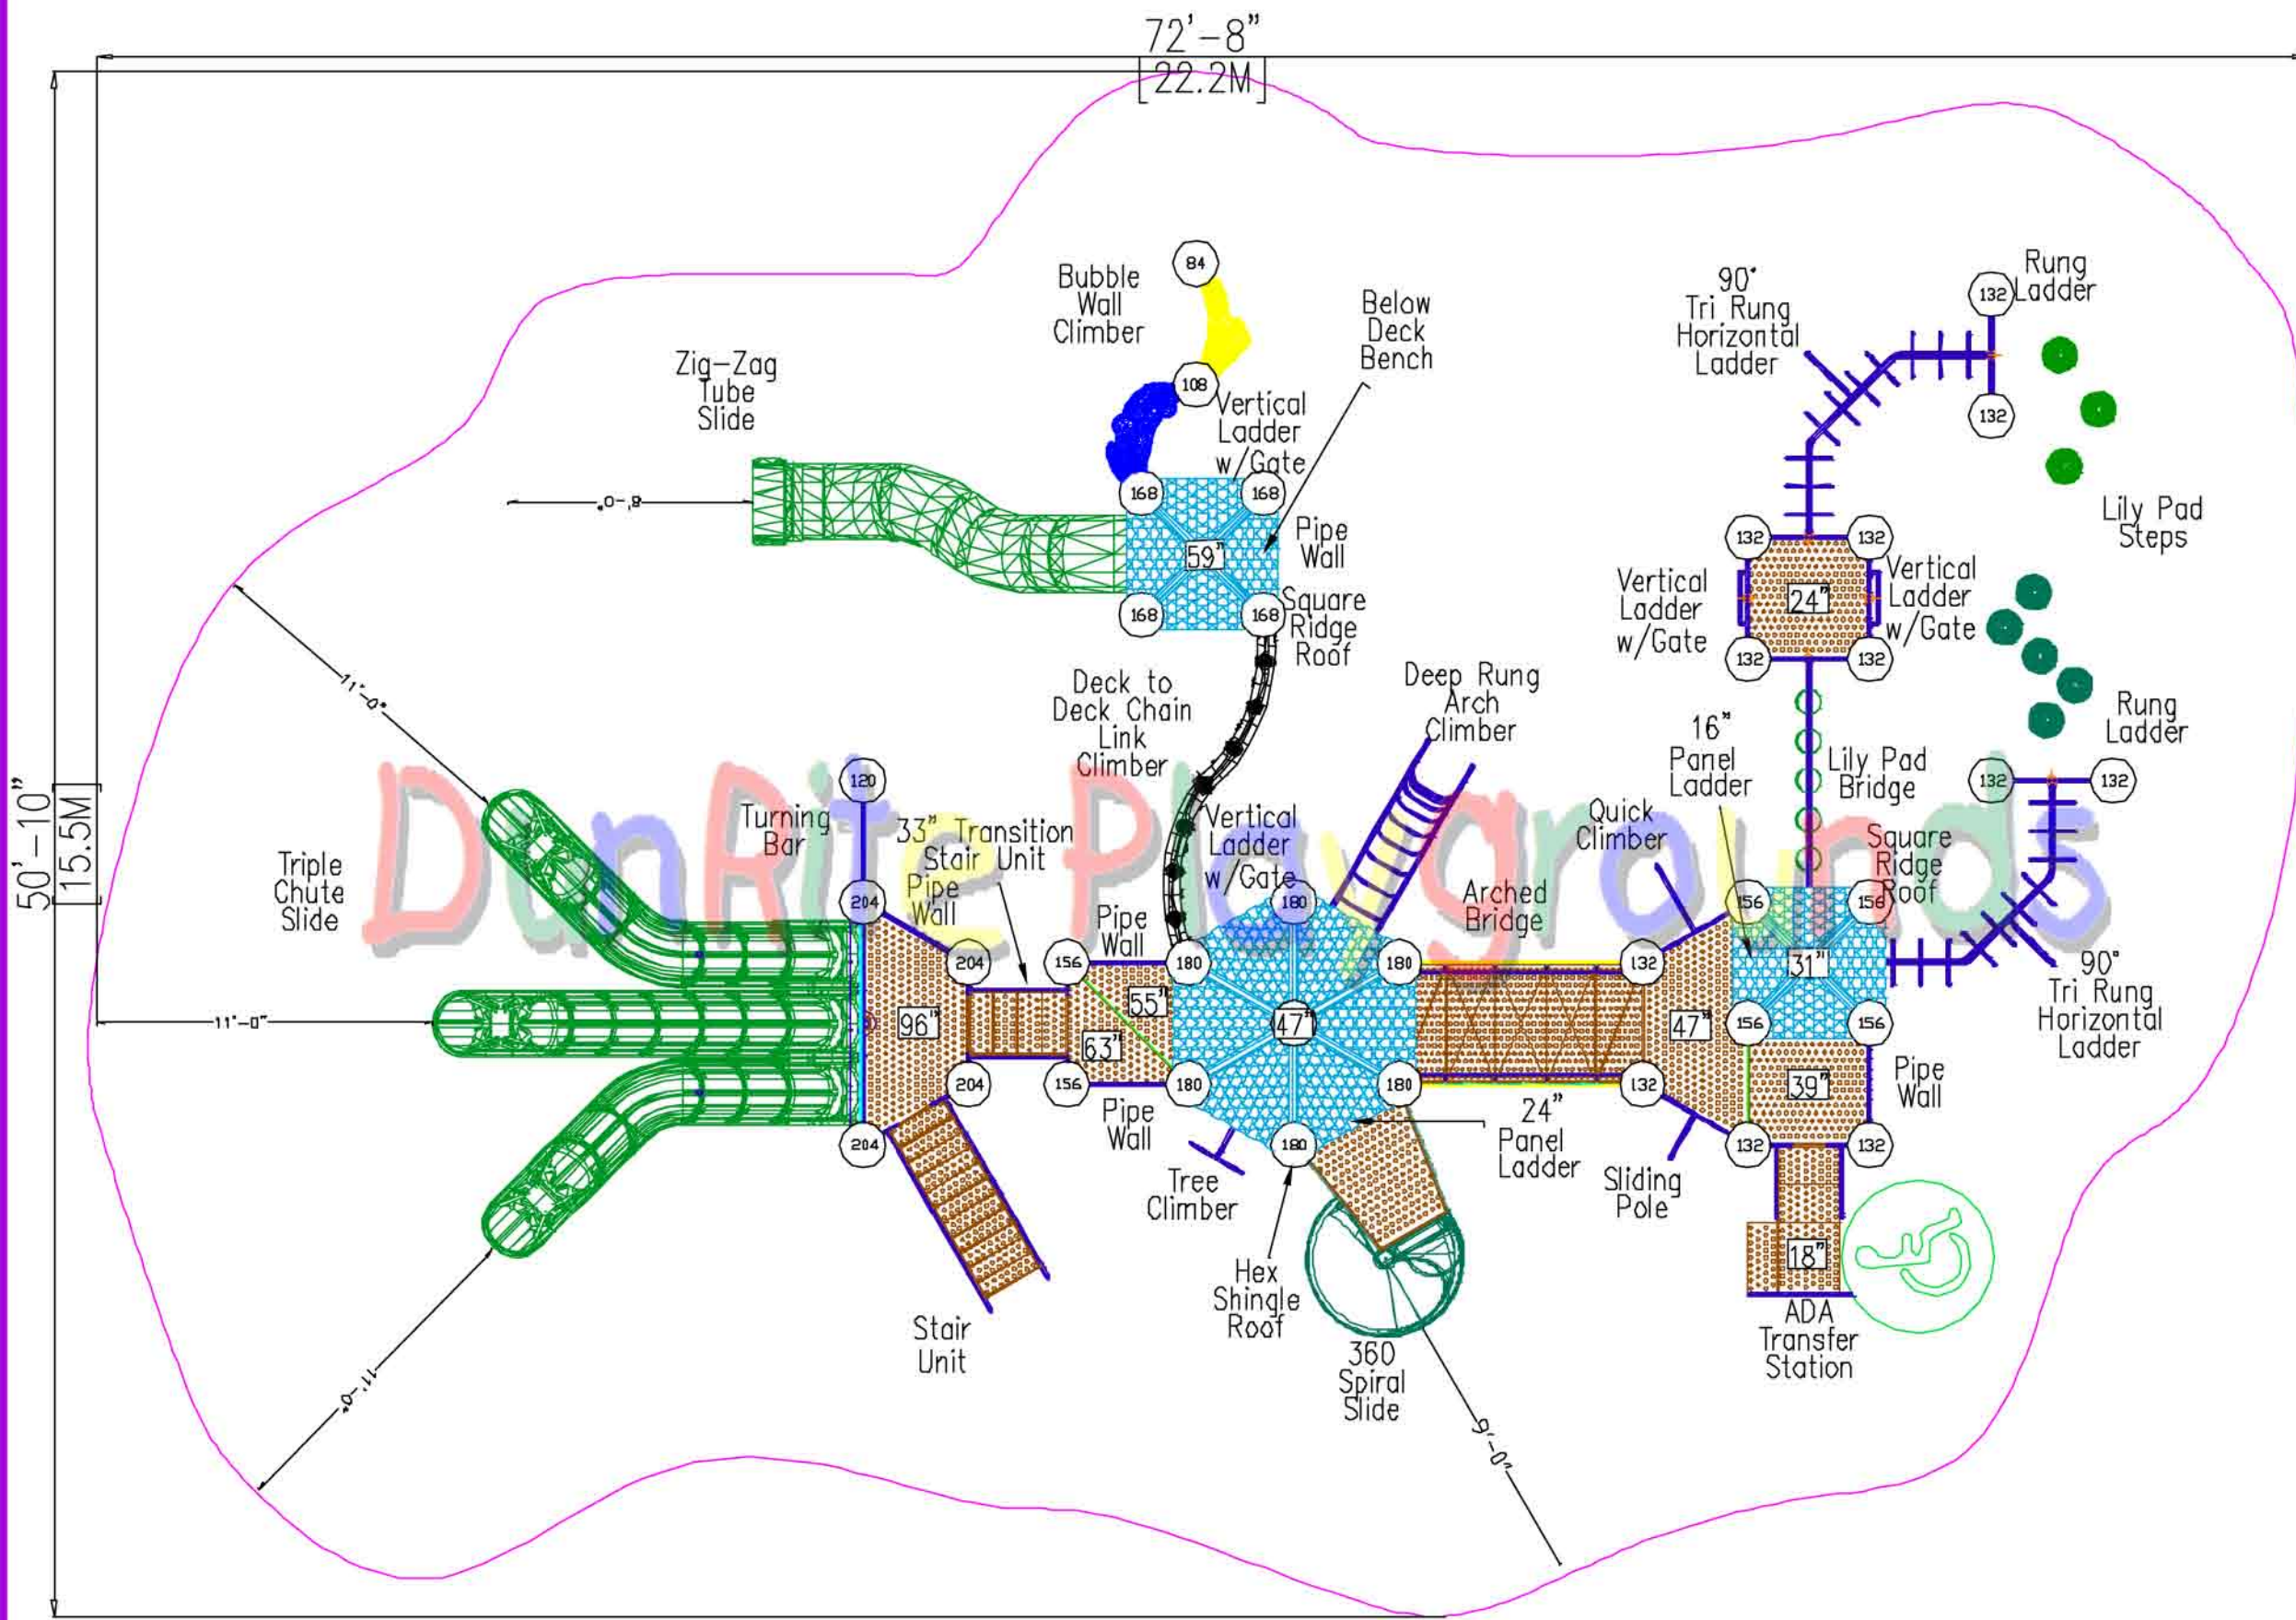 72'-8"
[22.2M]
50'-10"
15.5M
84
Bubble
Wall
Climber
108
Below
Deck
Bench
90°
Tri Rung
Horizontal
Ladder
Rung
Ladder
132
132
Zig-Zag
Tube
Slide
Vertical
Ladder
w/Gate
8'-0"
168
168
59"
168
168
Pipe
Wall
Square
Ridge
Roof
Lily Pad
Steps
132
132
Vertical
Ladder
w/Gate
24"
Vertical
Ladder
w/Gate
132
132
11'-0"
Deck to
Deck Chain
Link
Climber
Deep Rung
Arch
Climber
16"
Panel
Ladder
Lily Pad
Bridge
Rung
Ladder
132
132
DunRite Playgrounds
120
Turning
Bar
33" Transition
Stair Unit
Pipe
Wall
Vertical
Ladder
w/Gate
Quick
Climber
Square
Ridge
Roof
Triple
Chute
Slide
204
Pipe
Wall
180
Arched
Bridge
156
156
204
156
180
180
132
31"
90°
Tri Rung
Horizontal
Ladder
11'-0"
96"
55"
63"
47"
47"
156
156
204
156
180
180
132
39"
Pipe
Wall
204
Pipe
Wall
180
24"
Panel
Ladder
132
132
Tree
Climber
Sliding
Pole
Hex
Shingle
Roof
18"
ADA
Transfer
Station
Stair
Unit
360
Spiral
Slide
11'-0"
9'-0"